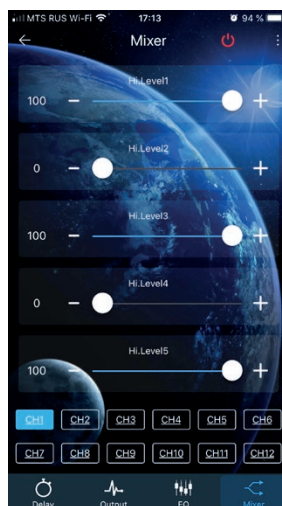 MTS RUS Wi-Fi 17:13 94 %
Mixer
Hi.Level1
100 − +
Hi.Level2
0 − +
Hi.Level3
100 − +
Hi.Level4
0 − +
Hi.Level5
100 − +
CH1 CH2 CH3 CH4 CH5 CH6
CH7 CH8 CH9 CH10 CH11 CH12
Delay Output EQ Mixer